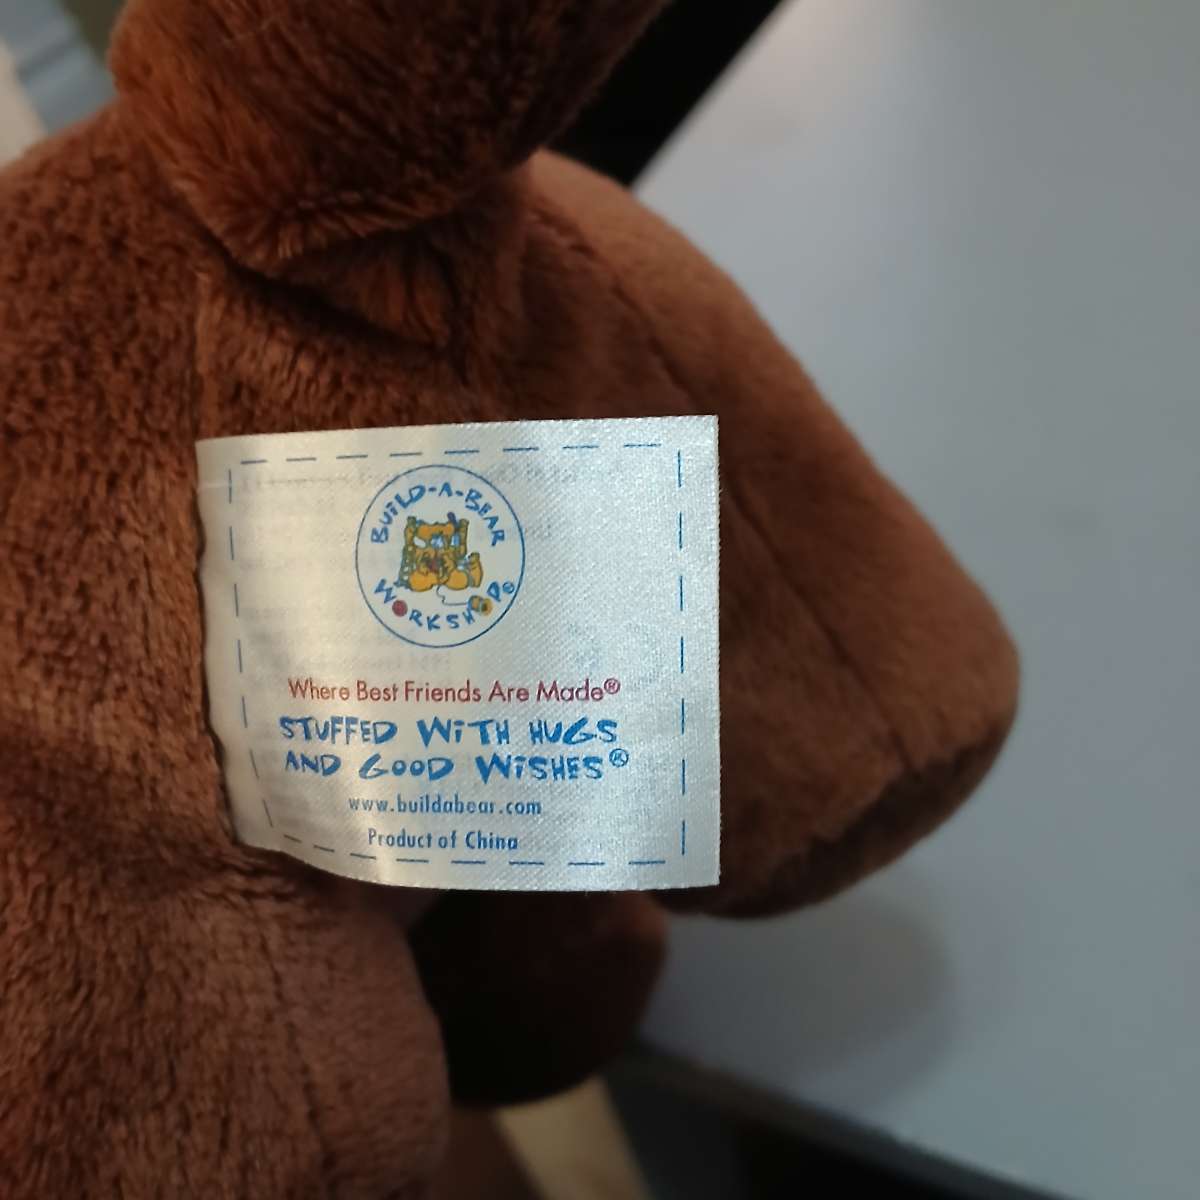 BUILD-A-BEAR
WORKSHOP®
Where Best Friends Are Made®
STUFFED WITH HUGS
AND GOOD WISHES®
www.buildabear.com
Product of China